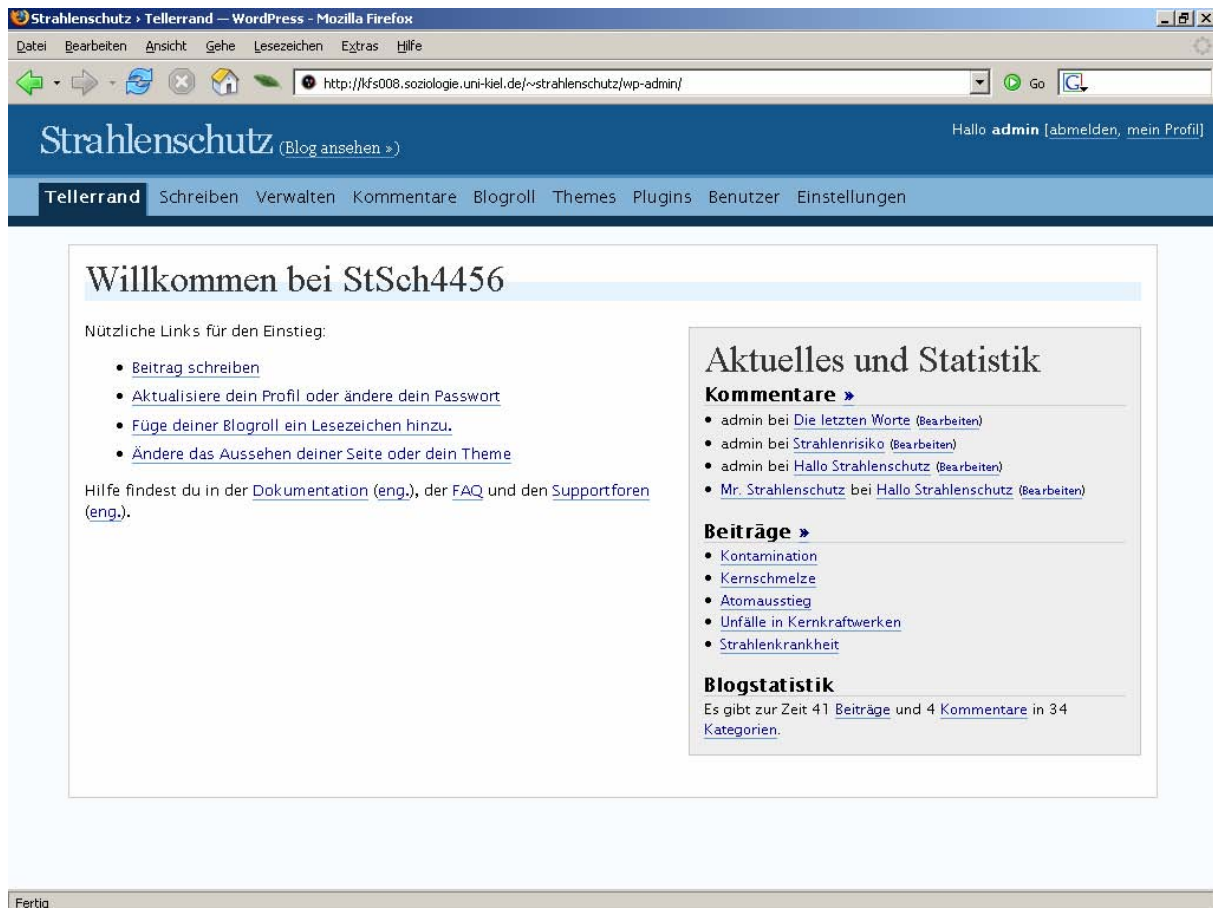 Strahlenschutz › Tellerrand — WordPress - Mozilla Firefox
Datei Bearbeiten Ansicht Gehe Lesezeichen Extras Hilfe
http://kfs008.soziologie.uni-kiel.de/~strahlenschutz/wp-admin/ Go
Strahlenschutz (Blog ansehen »)
Hallo admin [abmelden, mein Profil]
Tellerrand Schreiben Verwalten Kommentare Blogroll Themes Plugins Benutzer Einstellungen
Willkommen bei StSch4456
Nützliche Links für den Einstieg:
• Beitrag schreiben
• Aktualisiere dein Profil oder ändere dein Passwort
• Füge deiner Blogroll ein Lesezeichen hinzu.
• Ändere das Aussehen deiner Seite oder dein Theme
Hilfe findest du in der Dokumentation (eng.), der FAQ und den Supportforen
(eng.).
Aktuelles und Statistik
Kommentare »
• admin bei Die letzten Worte (Bearbeiten)
• admin bei Strahlenrisiko (Bearbeiten)
• admin bei Hallo Strahlenschutz (Bearbeiten)
• Mr. Strahlenschutz bei Hallo Strahlenschutz (Bearbeiten)
Beiträge »
• Kontamination
• Kernschmelze
• Atomausstieg
• Unfälle in Kernkraftwerken
• Strahlenkrankheit
Blogstatistik
Es gibt zur Zeit 41 Beiträge und 4 Kommentare in 34
Kategorien.
Fertig